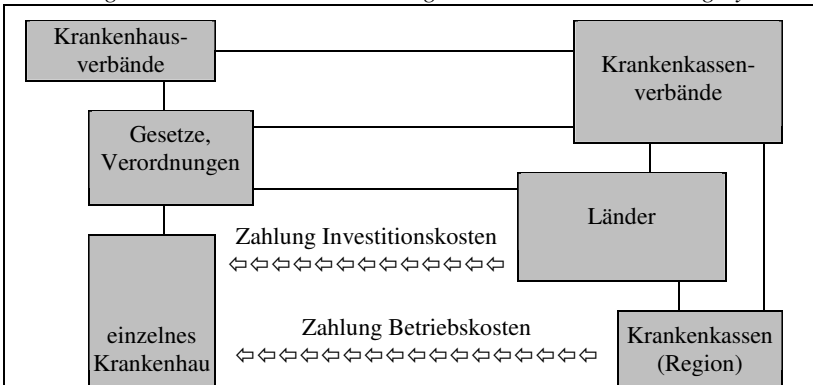 Krankenhaus-
verbände
Krankenkassen-
verbände
Gesetze,
Verordnungen
Länder
Zahlung Investitionskosten
⇦⇦⇦⇦⇦⇦⇦⇦⇦⇦⇦⇦⇦
Zahlung Betriebskosten
⇦⇦⇦⇦⇦⇦⇦⇦⇦⇦⇦⇦⇦⇦⇦⇦⇦
einzelnes
Krankenhau
Krankenkassen
(Region)